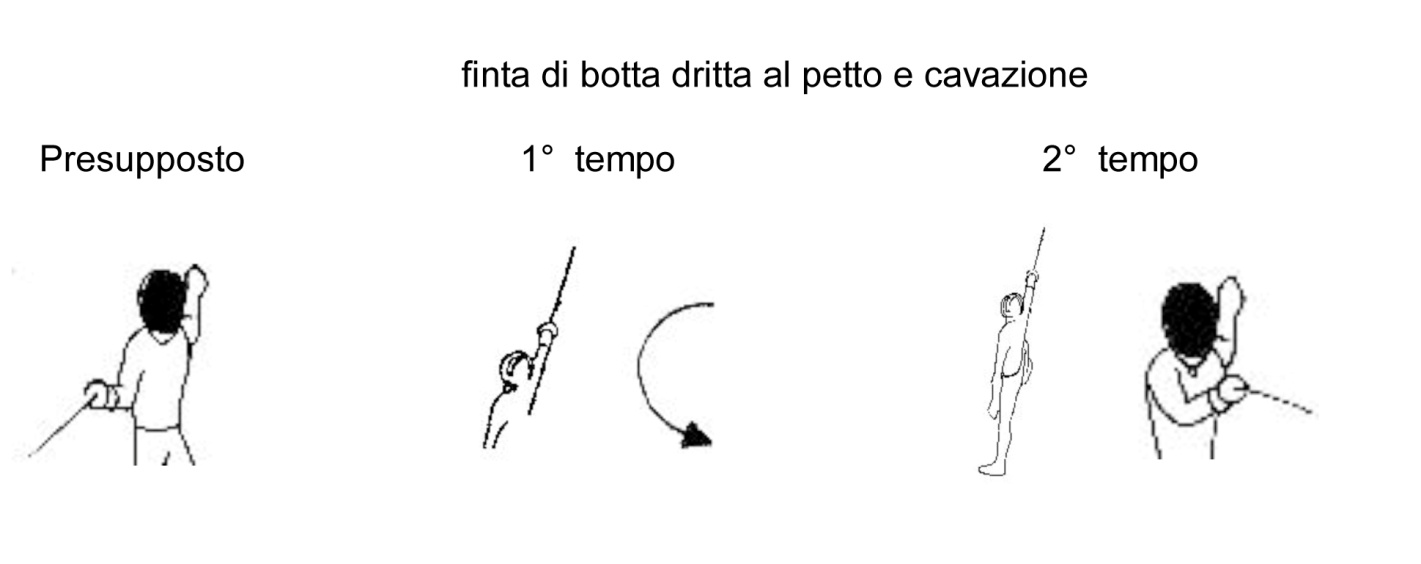 finta di botta dritta al petto e cavazione
Presupposto 1° tempo 2° tempo